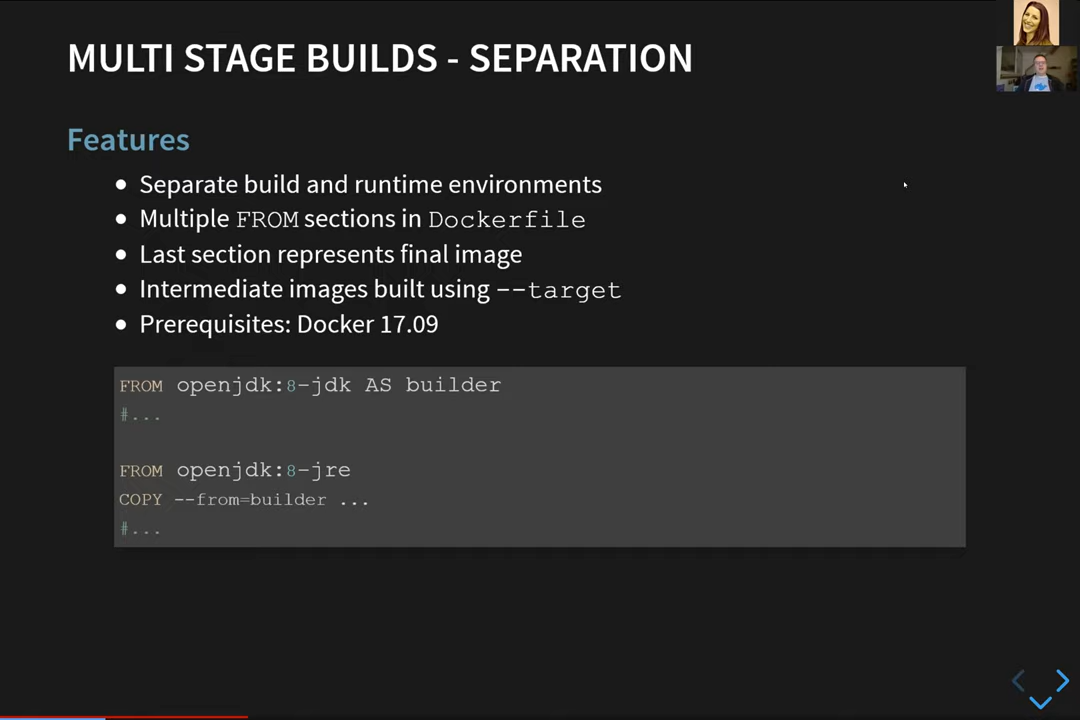 MULTI STAGE BUILDS - SEPARATION
Features
Separate build and runtime environments
Multiple FROM sections in Dockerfile
Last section represents final image
Intermediate images built using --target
Prerequisites: Docker 17.09
FROM openjdk:8-jdk AS builder
#...
FROM openjdk:8-jre
COPY --from=builder ...
#...